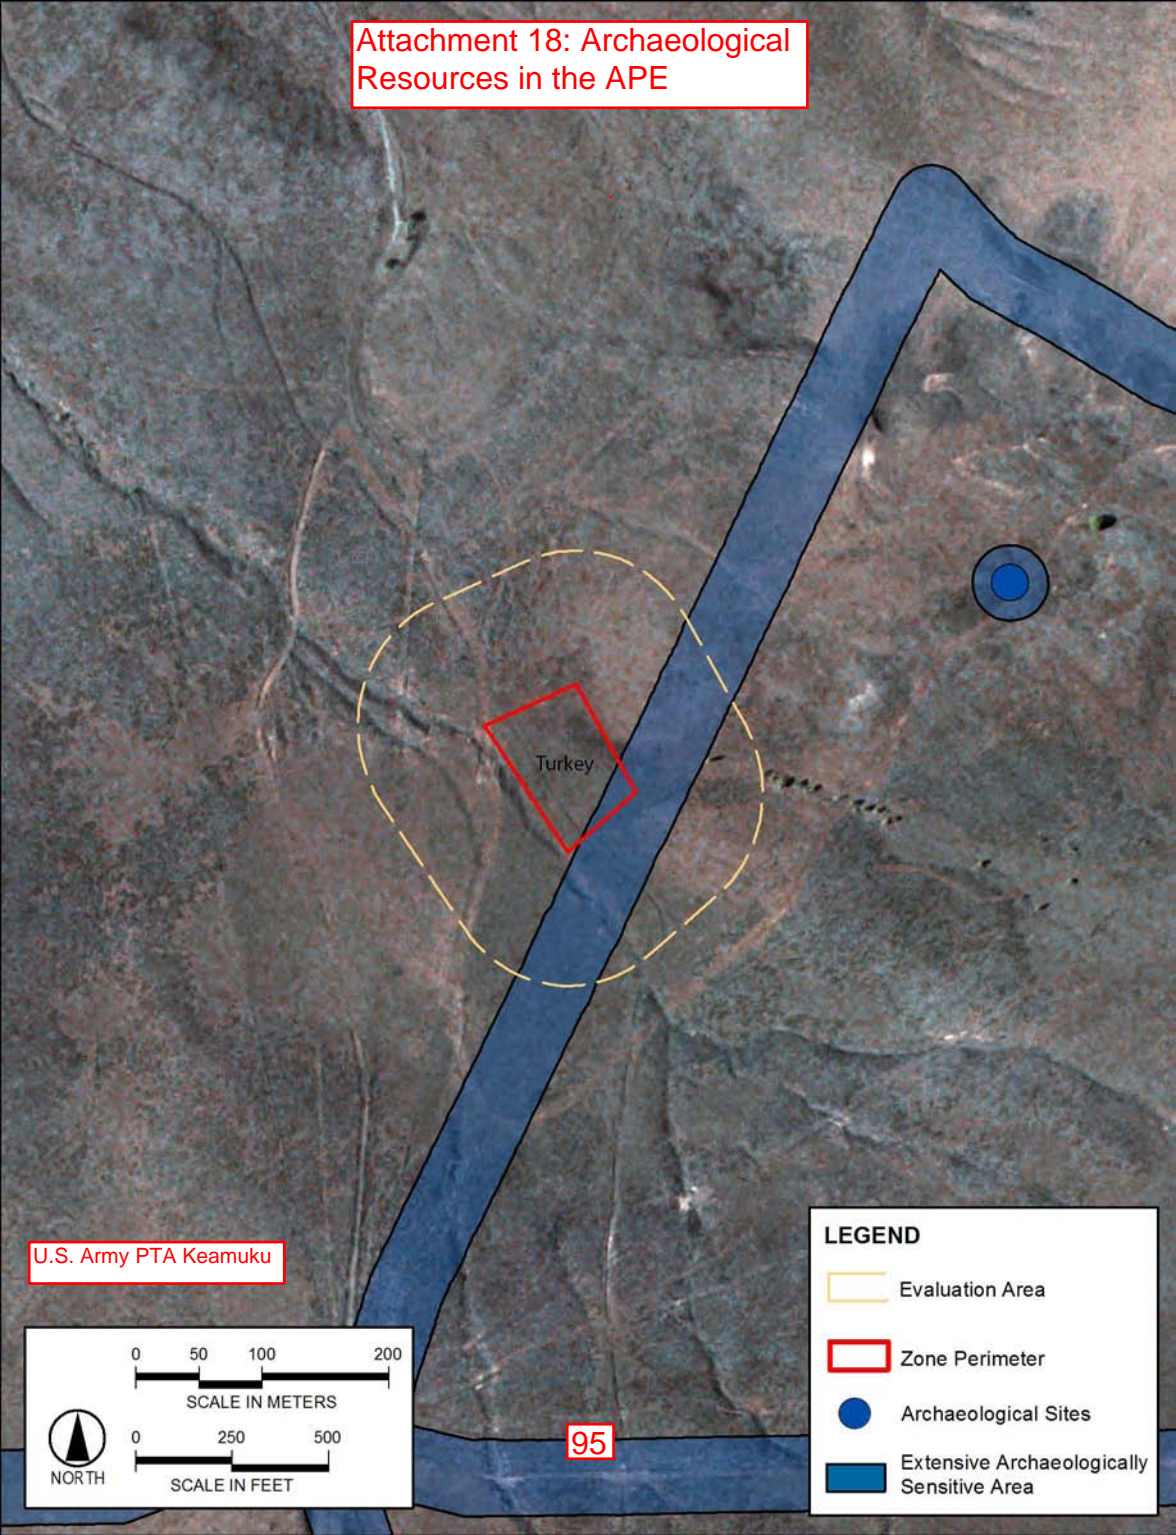 Attachment 18: Archaeological
Resources in the APE
Turkey
U.S. Army PTA Keamuku
0 50 100 200
SCALE IN METERS
0 250 500
SCALE IN FEET
NORTH
95
LEGEND
Evaluation Area
Zone Perimeter
Archaeological Sites
Extensive Archaeologically
Sensitive Area